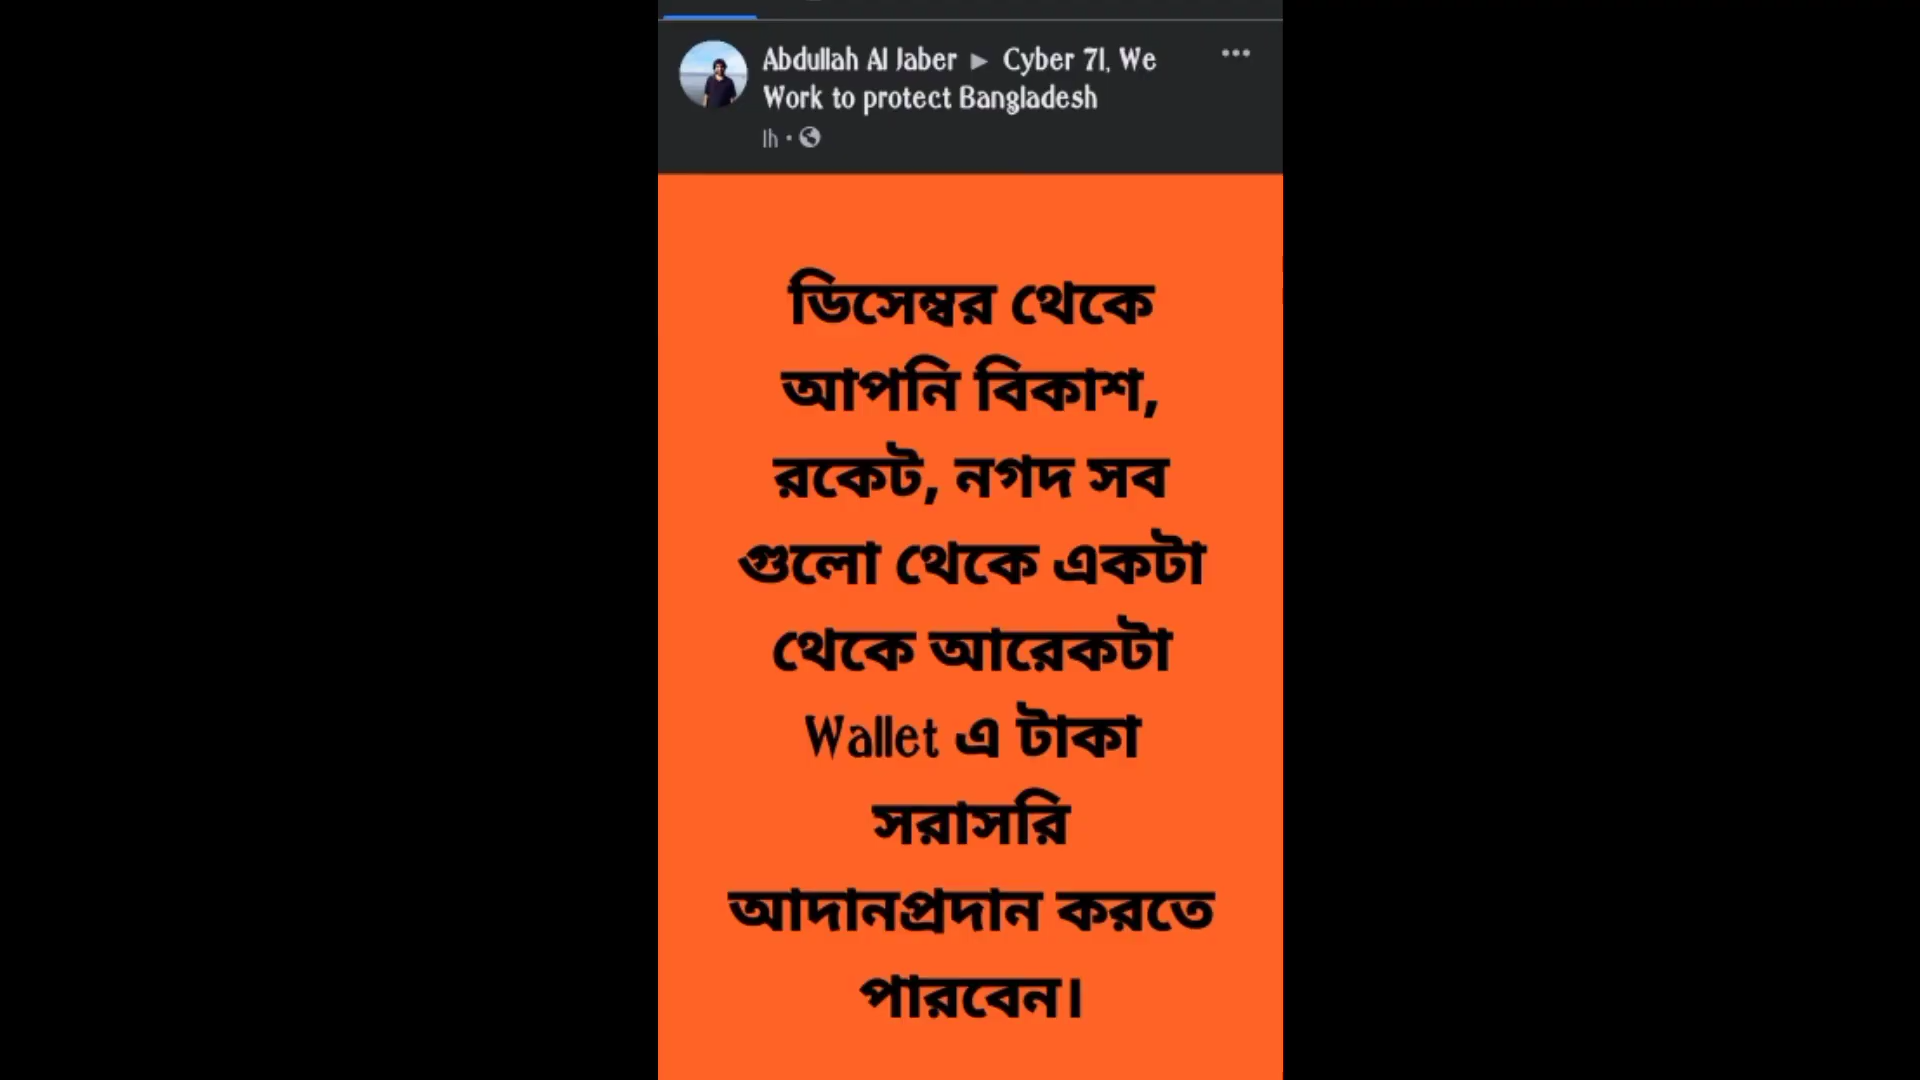 Abdullah Al Jaber ▶ Cyber 71, We
Work to protect Bangladesh
1h •
ডিসেম্বর থেকে
আপনি বিকাশ,
রকেট, নগদ সব
গুলো থেকে একটা
থেকে আরেকটা
Wallet এ টাকা
সরাসরি
আদানপ্রদান করতে
পারবেন।